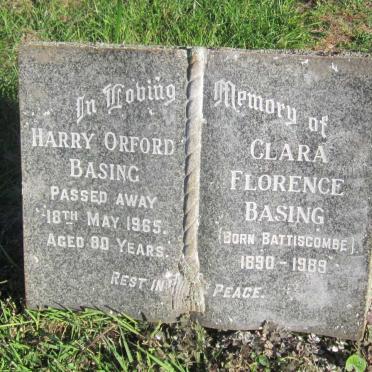 In Loving Memory of
HARRY ORFORD
BASING
PASSED AWAY
18TH MAY 1965.
AGED 80 YEARS.
CLARA
FLORENCE
BASING
(BORN BATTISCOMBE)
1890 - 1989
REST IN PEACE.